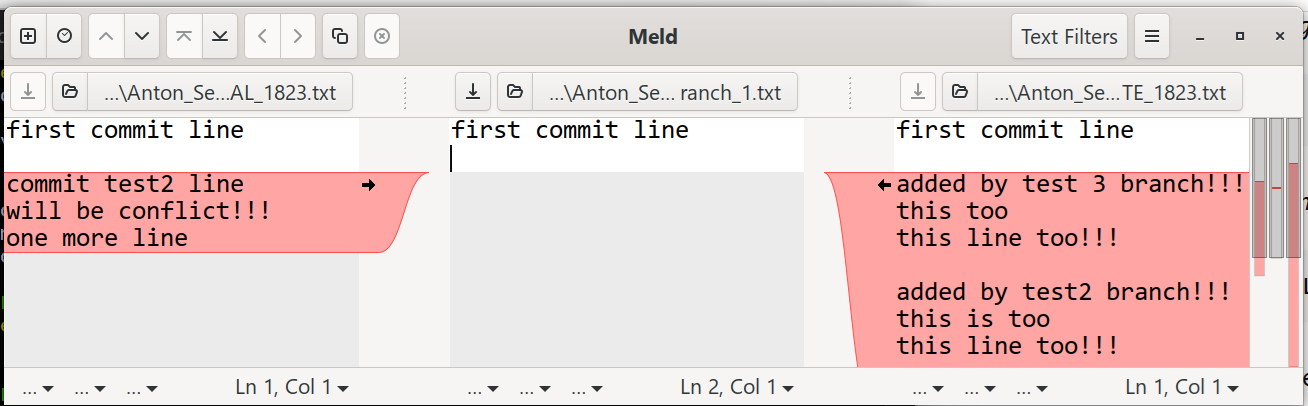 Meld
Text Filters
...\Anton_Se...AL_1823.txt
...\Anton_Se... ranch_1.txt
...\Anton_Se...TE_1823.txt
first commit line
commit test2 line
will be conflict!!!
one more line
first commit line
first commit line
added by test 3 branch!!!
this too
this line too!!!
added by test2 branch!!!
this is too
this line too!!!
... ... ... Ln 1, Col 1
... ... ... Ln 2, Col 1
... ... ... Ln 1, Col 1